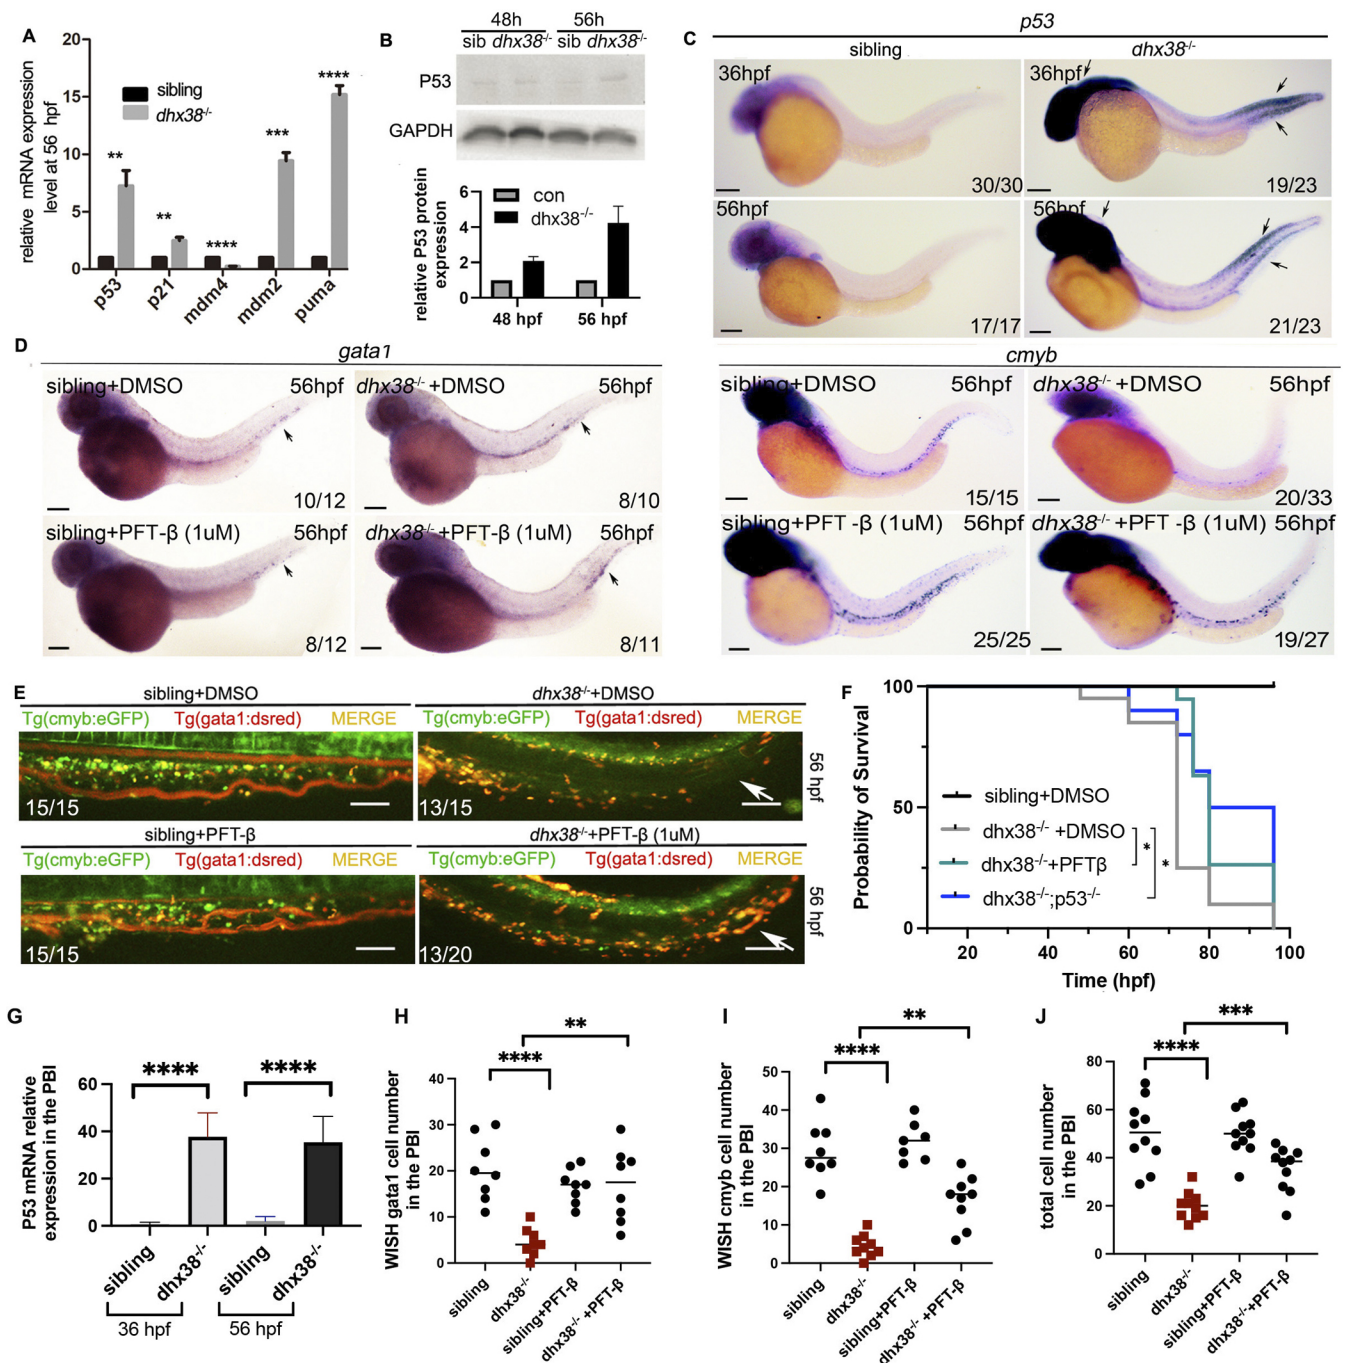 A
relative mRNA expression
level at 56 hpf
20
15
10
5
0
sibling
dhx38-/-
**
**
****
***
****
p53
p21
mdm4
mdm2
puma
B
48h
56h
sib dhx38-/- sib dhx38-/-
P53
GAPDH
relative P53 protein
expression
6
4
2
0
con
dhx38-/-
48 hpf
56 hpf
C
p53
sibling
dhx38-/-
36hpf
30/30
36hpf
19/23
56hpf
17/17
56hpf
21/23
D
gata1
sibling+DMSO
56hpf
10/12
dhx38-/- +DMSO
56hpf
8/10
sibling+PFT-β (1uM)
56hpf
8/12
dhx38-/- +PFT-β (1uM)
56hpf
8/11
cmyb
sibling+DMSO
56hpf
15/15
dhx38-/- +DMSO
56hpf
20/33
sibling+PFT -β (1uM)
56hpf
25/25
dhx38-/- +PFT -β (1uM)
56hpf
19/27
E
sibling+DMSO
Tg(cmyb:eGFP) Tg(gata1:dsred) MERGE
15/15
dhx38-/-+DMSO
Tg(cmyb:eGFP) Tg(gata1:dsred) MERGE
13/15
56 hpf
sibling+PFT-β
Tg(cmyb:eGFP) Tg(gata1:dsred) MERGE
15/15
dhx38-/-+PFT-β (1uM)
Tg(cmyb:eGFP) Tg(gata1:dsred) MERGE
13/20
56 hpf
F
Probability of Survival
100
50
0
sibling+DMSO
dhx38-/- +DMSO
dhx38-/-+PFTβ
dhx38-/-;p53-/-
*
*
20
40
60
80
100
Time (hpf)
G
P53 mRNA relative
expression in the PBI
60
40
20
0
****
****
sibling
dhx38-/-
sibling
dhx38-/-
36 hpf
56 hpf
H
WISH gata1 cell number
in the PBI
40
30
20
10
0
****
**
sibling
dhx38-/-
sibling+PFT-β
dhx38-/-+PFT-β
I
WISH cmyb cell number
in the PBI
50
40
30
20
10
0
****
**
sibling
dhx38-/-
sibling+PFT-β
dhx38-/-+PFT-β
J
total cell number
in the PBI
80
60
40
20
0
****
***
sibling
dhx38-/-
sibling+PFT-β
dhx38-/-+PFT-β